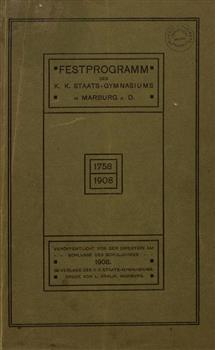 FESTPROGRAMM
DES
K. K. STAATS-GYMNASIUMS
IN MARBURG A. D.
1758
1908
VERÖFFENTLICHT VON DER DIREKTION AM
SCHLUSSE DES SCHULJAHRES
1908.
IM VERLAGE DES K. K. STAATS-GYMNASIUMS.
DRUCK VON L. KRALIK, MARBURG.